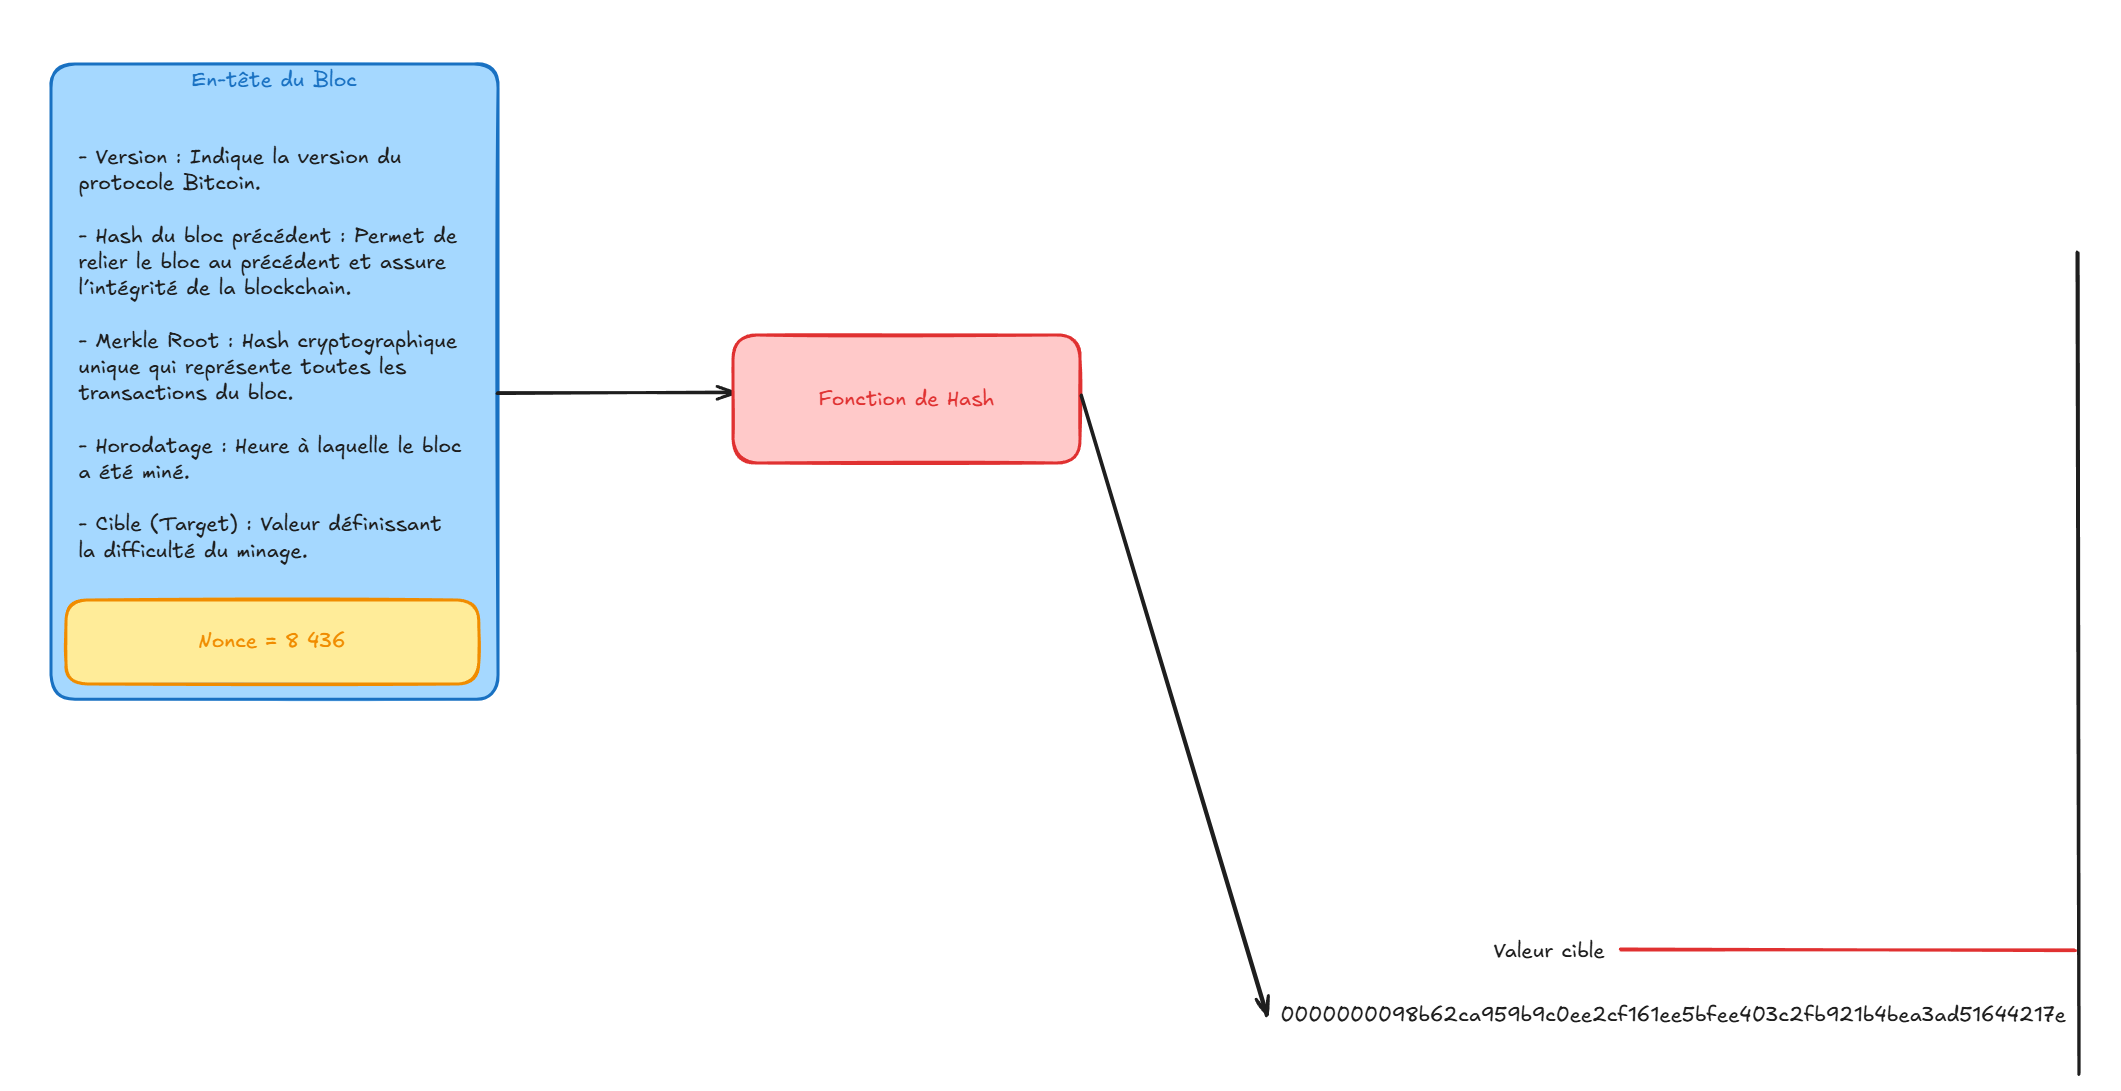 En-tête du Bloc
- Version : Indique la version du
protocole Bitcoin.
- Hash du bloc précédent : Permet de
relier le bloc au précédent et assure
l'intégrité de la blockchain.
- Merkle Root : Hash cryptographique
unique qui représente toutes les
transactions du bloc.
- Horodatage : Heure à laquelle le bloc
a été miné.
- Cible (Target) : Valeur définissant
la difficulté du minage.
Nonce = 8 436
Fonction de Hash
Valeur cible
0000000098b62ca959b9c0ee2cf161ee5bfee403c2fb921b4bea3ad51644217e